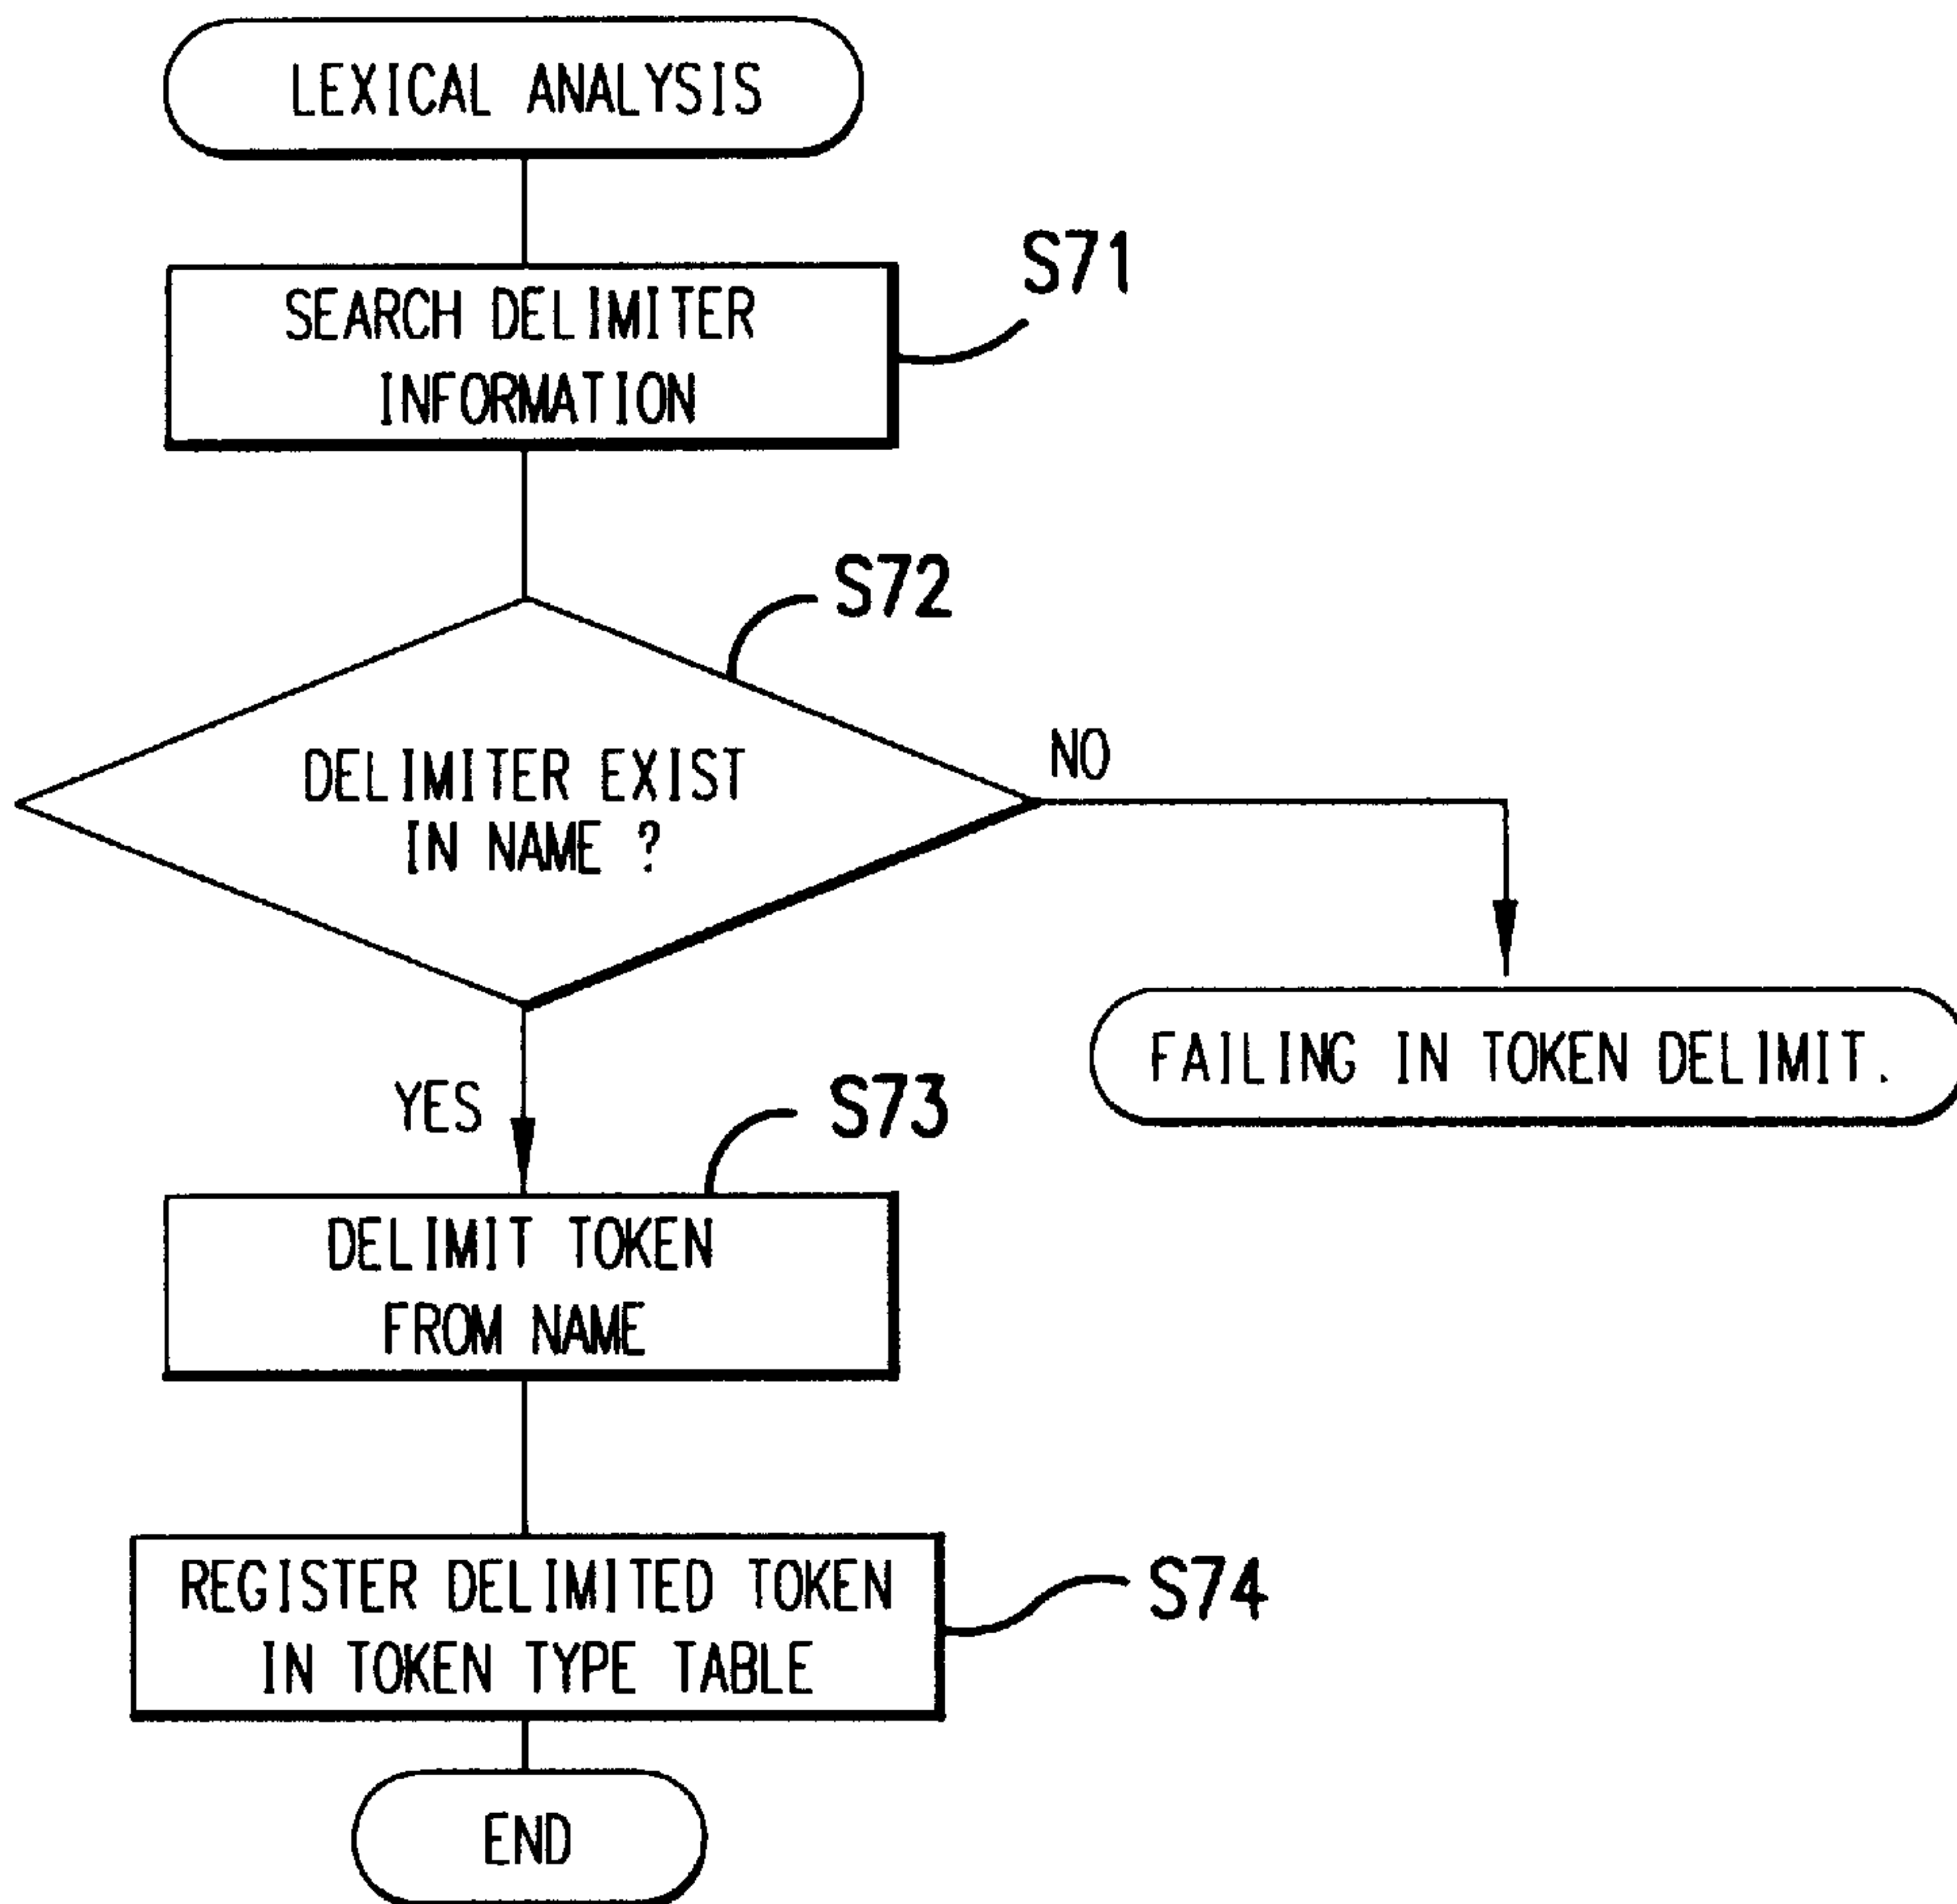 LEXICAL ANALYSIS
S71
SEARCH DELIMITER
INFORMATION
S72
DELIMITER EXIST
IN NAME ?
NO
FAILING IN TOKEN DELIMIT.
YES
S73
DELIMIT TOKEN
FROM NAME
REGISTER DELIMITED TOKEN
IN TOKEN TYPE TABLE
S74
END